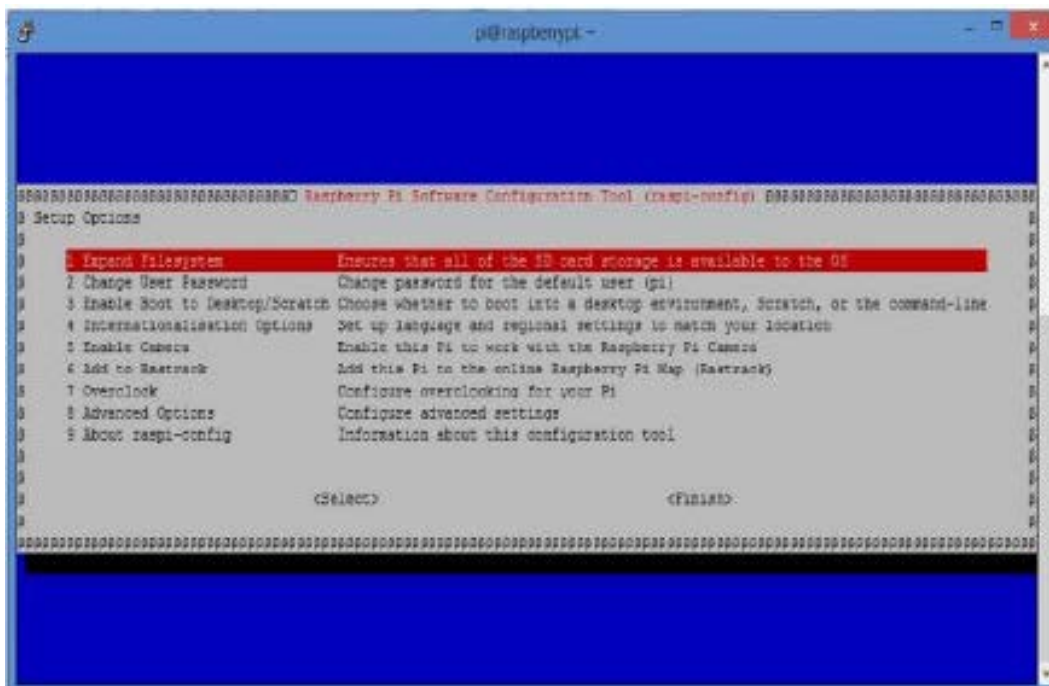 pi@raspberrypi: ~
Raspberry Pi Software Configuration Tool (raspi-config)
Setup Options
1 Expand Filesystem Ensures that all of the SD card storage is available to the OS
2 Change User Password Change password for the default user (pi)
3 Enable Boot to Desktop/Scratch Choose whether to boot into a desktop environment, Scratch, or the command-line
4 Internationalisation Options Set up language and regional settings to match your location
5 Enable Camera Enable this Pi to work with the Raspberry Pi Camera
6 Add to Rastrack Add this Pi to the online Raspberry Pi Map (Rastrack)
7 Overclock Configure overclocking for your Pi
8 Advanced Options Configure advanced settings
9 About raspi-config Information about this configuration tool
<Select> <Finish>